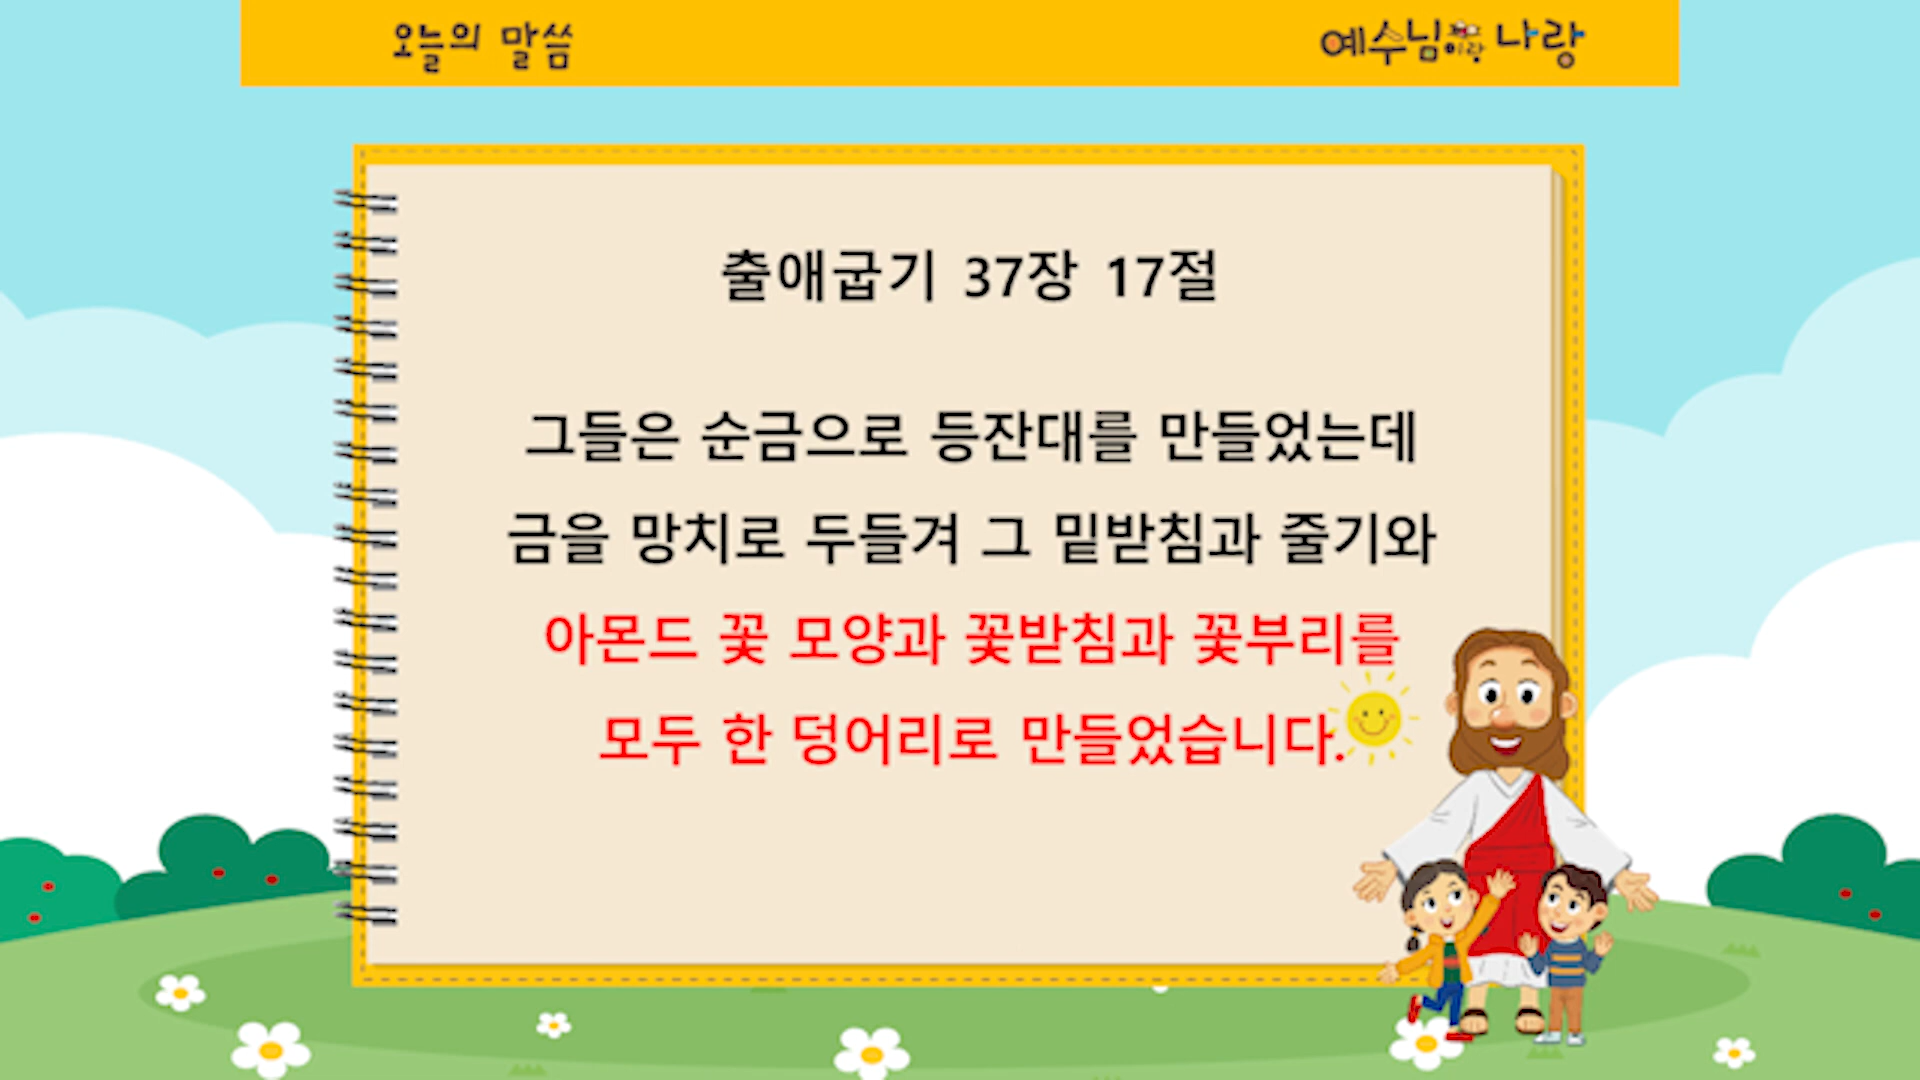 오늘의 말씀
예수님이랑 나랑
출애굽기 37장 17절
그들은 순금으로 등잔대를 만들었는데
금을 망치로 두들겨 그 밑받침과 줄기와
아몬드 꽃 모양과 꽃받침과 꽃부리를
모두 한 덩어리로 만들었습니다.